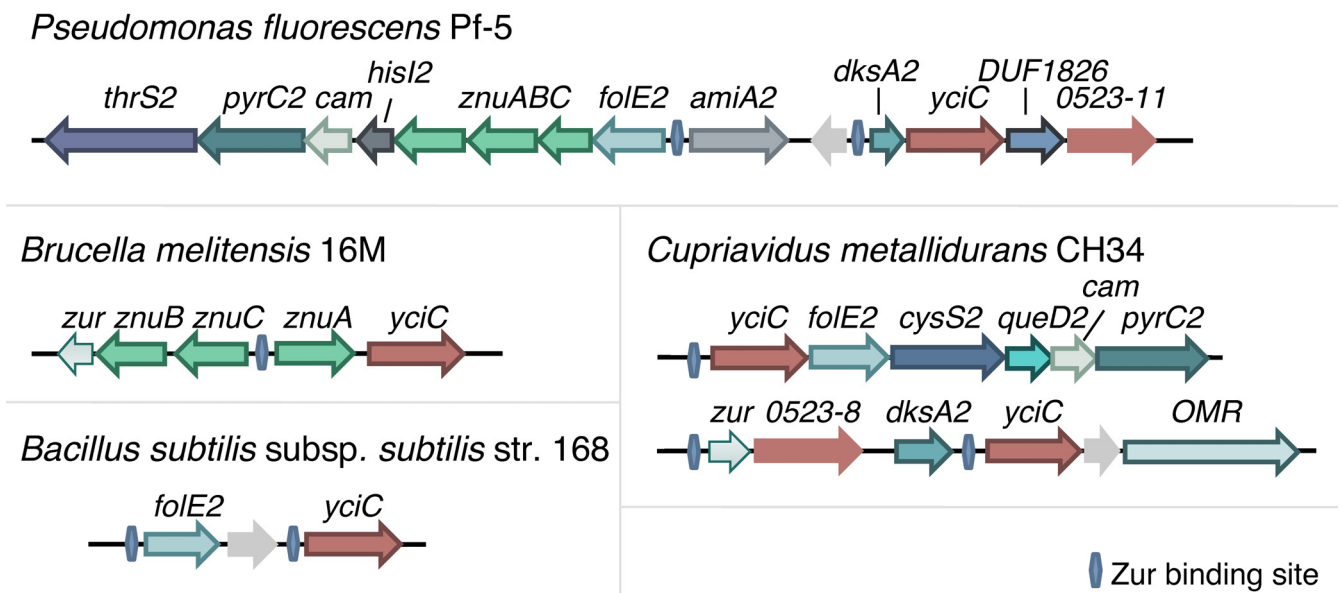 Pseudomonas fluorescens Pf-5
hisI2 dksA2 DUF1826
thrS2 pyrC2 cam znuABC folE2 amiA2 yciC 0523-11
Brucella melitensis 16M
zur znuB znuC znuA yciC
Cupriavidus metallidurans CH34
cam
yciC folE2 cysS2 queD2 pyrC2
zur 0523-8 dksA2 yciC OMR
Bacillus subtilis subsp. subtilis str. 168
folE2 yciC
Zur binding site